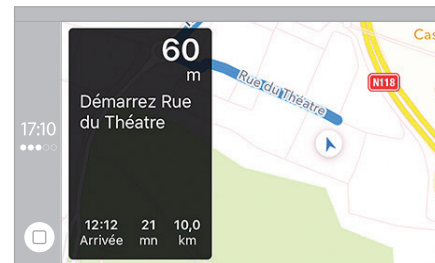 17:10
60
m
Démarrez Rue
du Théatre
12:12 21 10,0
Arrivée mn km
Rue du Théatre
N118
Cas